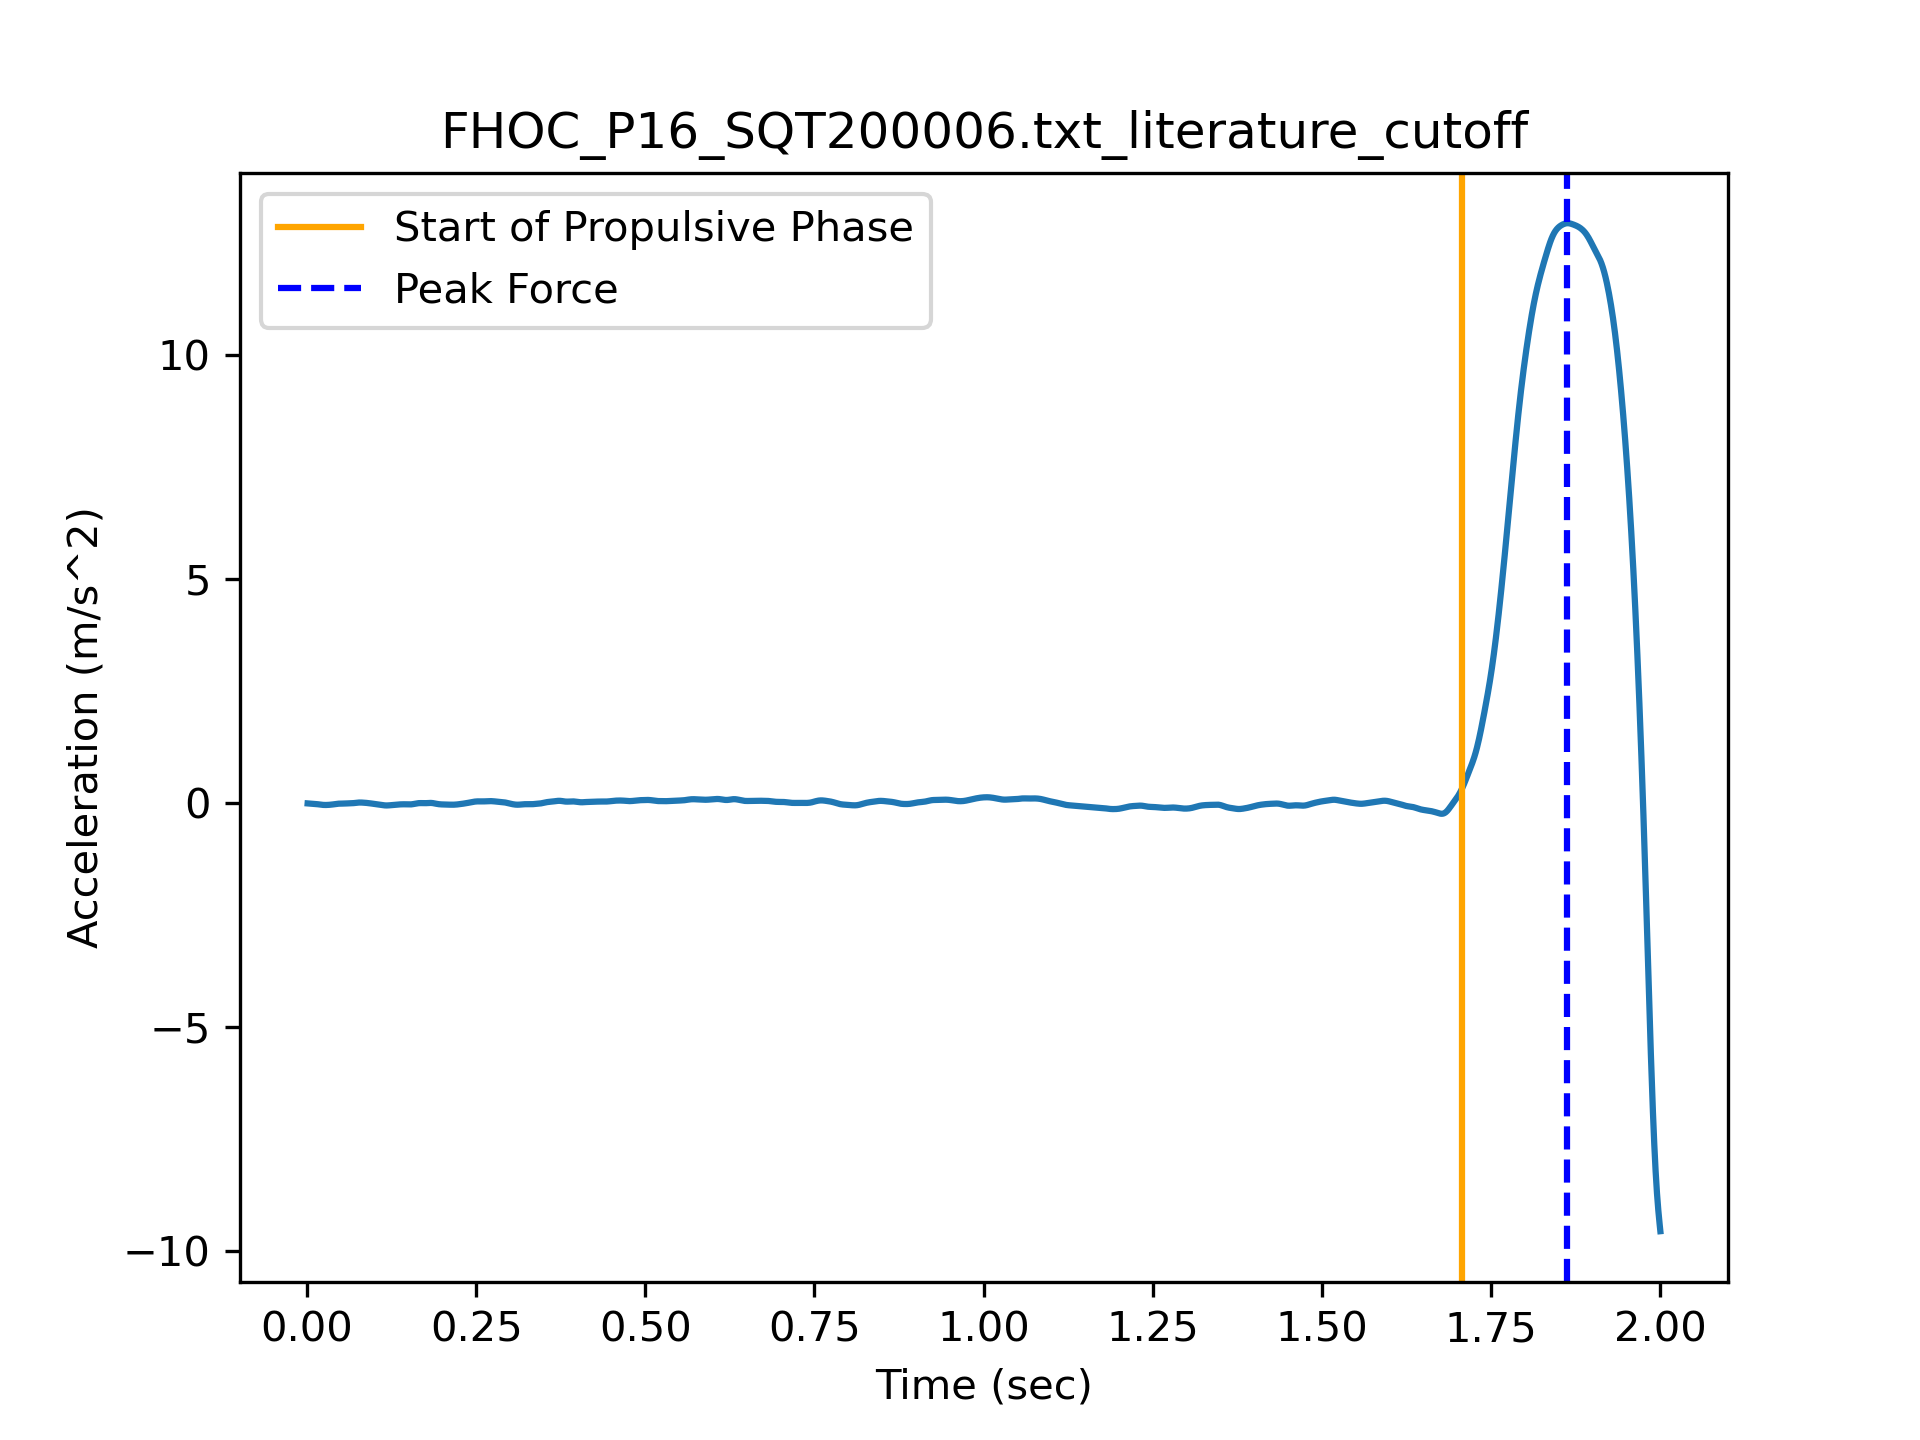 FHOC_P16_SQT200006.txt_literature_cutoff
Start of Propulsive Phase
Peak Force
10
5
0
−5
−10
Acceleration (m/s^2)
0.00 0.25 0.50 0.75 1.00 1.25 1.50 1.75 2.00
Time (sec)